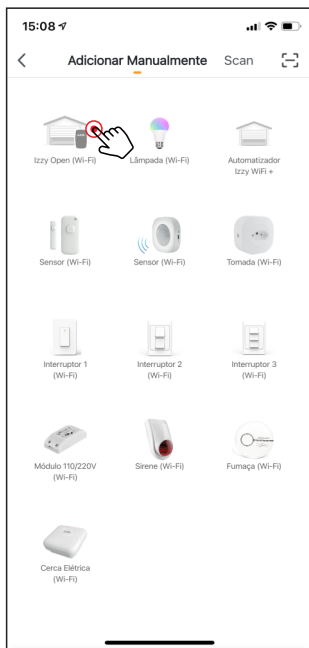 15:08
Adicionar Manualmente Scan
Izzy Open (Wi-Fi)
Lâmpada (Wi-Fi)
Automatizador
Izzy WiFi +
Sensor (Wi-Fi)
Sensor (Wi-Fi)
Tomada (Wi-Fi)
Interruptor 1
(Wi-Fi)
Interruptor 2
(Wi-Fi)
Interruptor 3
(Wi-Fi)
Módulo 110/220V
(Wi-Fi)
Sirene (Wi-Fi)
Fumaça (Wi-Fi)
Cerca Elétrica
(Wi-Fi)